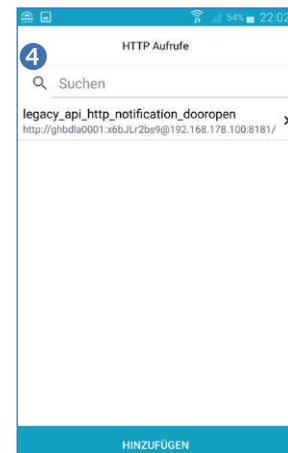 54% 22:02
HTTP Aufrufe
4
Suchen
legacy_api_http_notification_dooropen
http://ghbdla0001:x6bJLr2bs9@192.168.178.100:8181/
HINZUFÜGEN